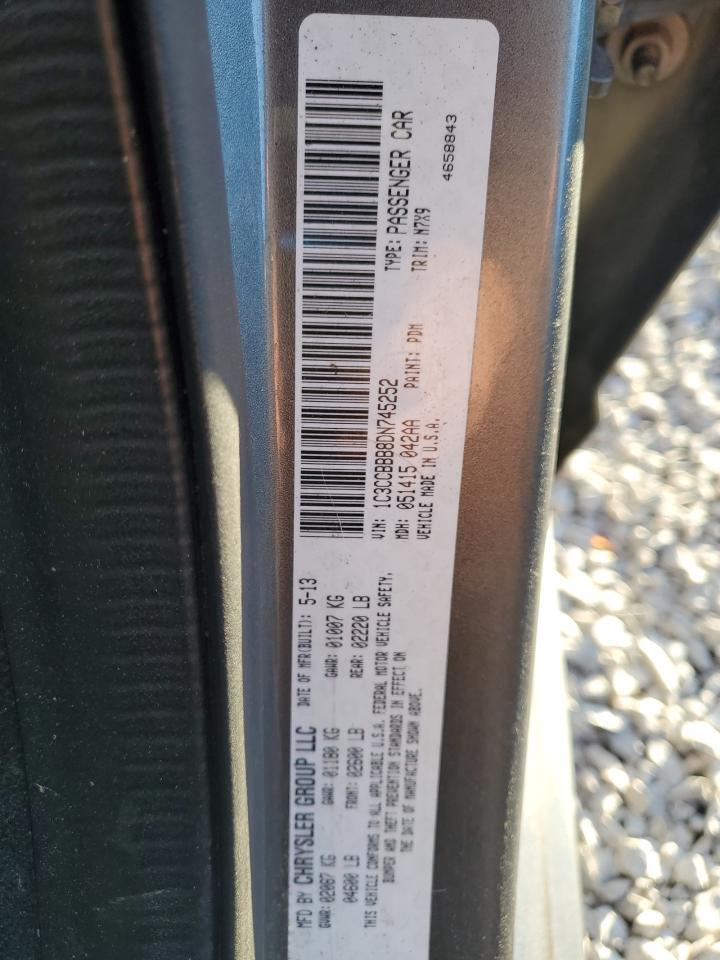 MFD BY CHRYSLER GROUP LLC DATE OF MFR(BUILT): 5-13
GVWR: 02087 KG GAWR: 01180 KG GAWR: 01007 KG
04600 LB FRONT: 02600 LB REAR: 02220 LB
THIS VEHICLE CONFORMS TO ALL APPLICABLE U.S.A. FEDERAL MOTOR VEHICLE SAFETY,
BUMPER AND THEFT PREVENTION STANDARDS IN EFFECT ON
THE DATE OF MANUFACTURE SHOWN ABOVE.
VIN: 1C3CCBBB8DN745252 TYPE: PASSENGER CAR
MDH: 051415 042AA PAINT: PDM TRIM: N7X9
VEHICLE MADE IN U.S.A.
4658843